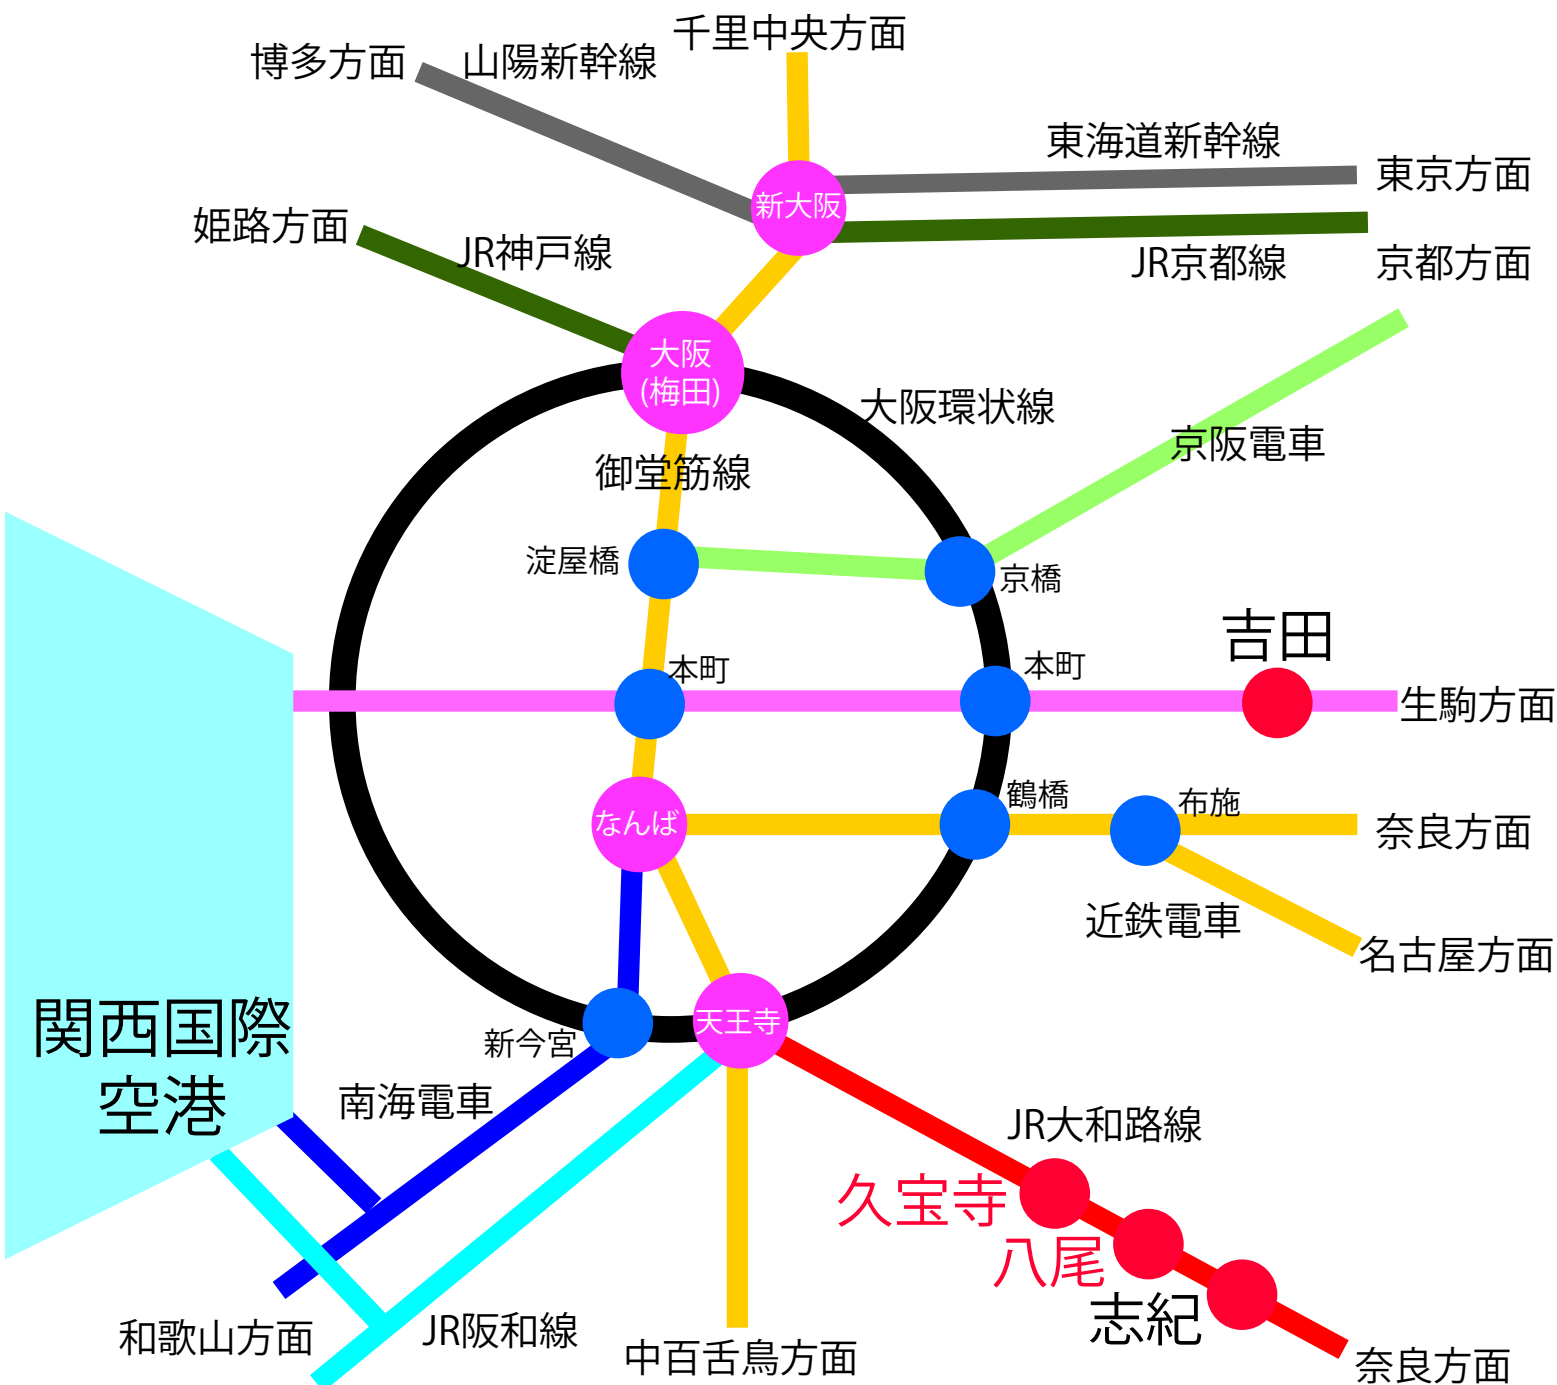 千里中央方面
博多方面
山陽新幹線
東海道新幹線
東京方面
新大阪
姫路方面
JR神戸線
JR京都線
京都方面
大阪
(梅田)
大阪環状線
京阪電車
御堂筋線
淀屋橋
京橋
吉田
本町
本町
生駒方面
なんば
鶴橋
布施
奈良方面
近鉄電車
名古屋方面
関西国際
空港
新今宮
天王寺
南海電車
JR大和路線
久宝寺
八尾
志紀
和歌山方面
JR阪和線
中百舌鳥方面
奈良方面